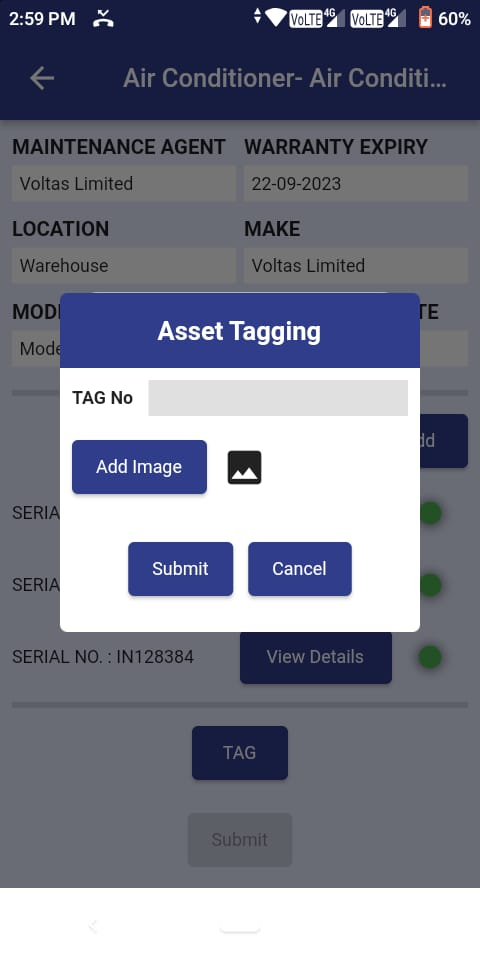 2:59 PM VoLTE 4G VoLTE 4G 60%
Air Conditioner- Air Conditi...
MAINTENANCE AGENT WARRANTY EXPIRY
Voltas Limited 22-09-2023
LOCATION MAKE
Warehouse Voltas Limited
Asset Tagging
TAG No
Add Image
Submit Cancel
SERIAL NO. : IN128384 View Details
TAG
Submit